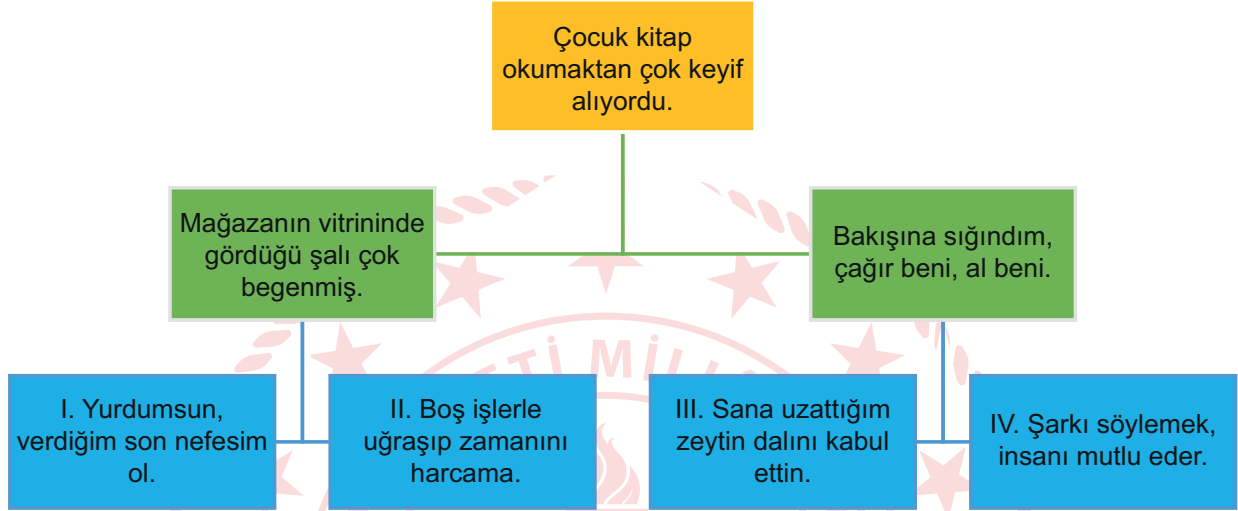 Çocuk kitap
okumaktan çok keyif
alıyordu.
Mağazanın vitrininde
gördüğü şalı çok
begenmiş.
Bakışına sığındım,
çağır beni, al beni.
I. Yurdumsun,
verdiğim son nefesim
ol.
II. Boş işlerle
uğraşıp zamanını
harcama.
III. Sana uzattığım
zeytin dalını kabul
ettin.
IV. Şarkı söylemek,
insanı mutlu eder.